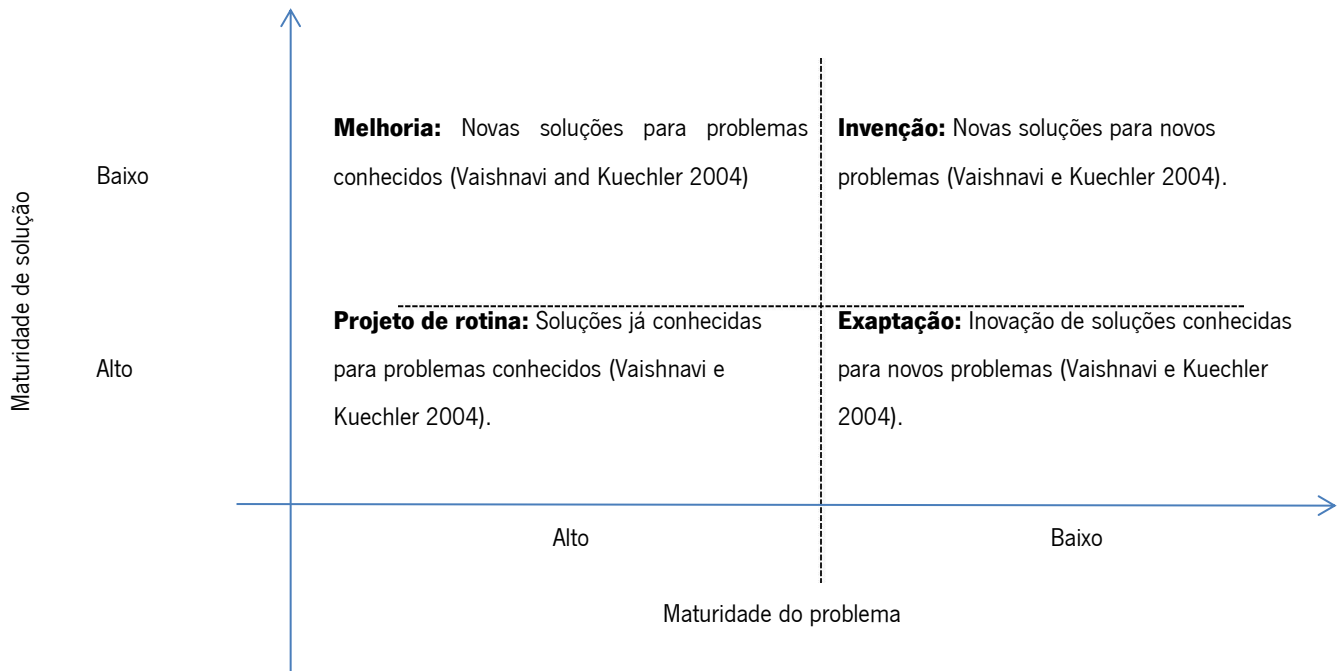 Maturidade de solução
Baixo
Alto
Melhoria: Novas soluções para problemas
conhecidos (Vaishnavi and Kuechler 2004)
Invenção: Novas soluções para novos
problemas (Vaishnavi e Kuechler 2004).
Projeto de rotina: Soluções já conhecidas
para problemas conhecidos (Vaishnavi e
Kuechler 2004).
Exaptação: Inovação de soluções conhecidas
para novos problemas (Vaishnavi e Kuechler
2004).
Alto
Baixo
Maturidade do problema